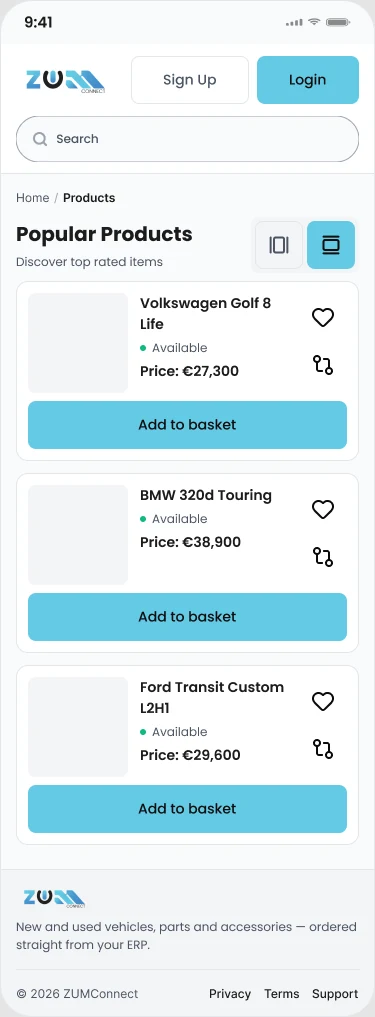 9:41
ZUM
CONNECT
Sign Up
Login
Search
Home / Products
Popular Products
Discover top rated items
Volkswagen Golf 8
Life
Available
Price: €27,300
Add to basket
BMW 320d Touring
Available
Price: €38,900
Add to basket
Ford Transit Custom
L2H1
Available
Price: €29,600
Add to basket
ZUM
CONNECT
New and used vehicles, parts and accessories — ordered
straight from your ERP.
© 2026 ZUMConnect
Privacy Terms Support